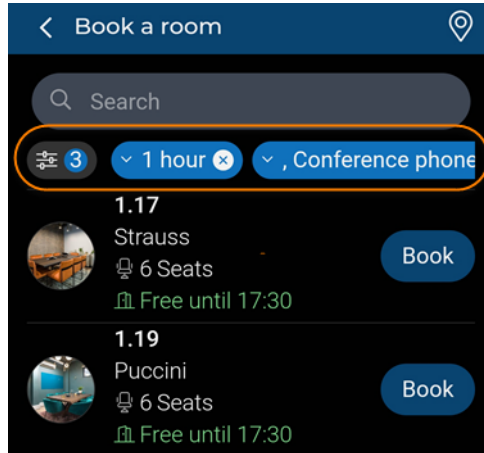 Book a room
Search
3 1 hour , Conference phone
1.17
Strauss
6 Seats
Book
Free until 17:30
1.19
Puccini
6 Seats
Book
Free until 17:30